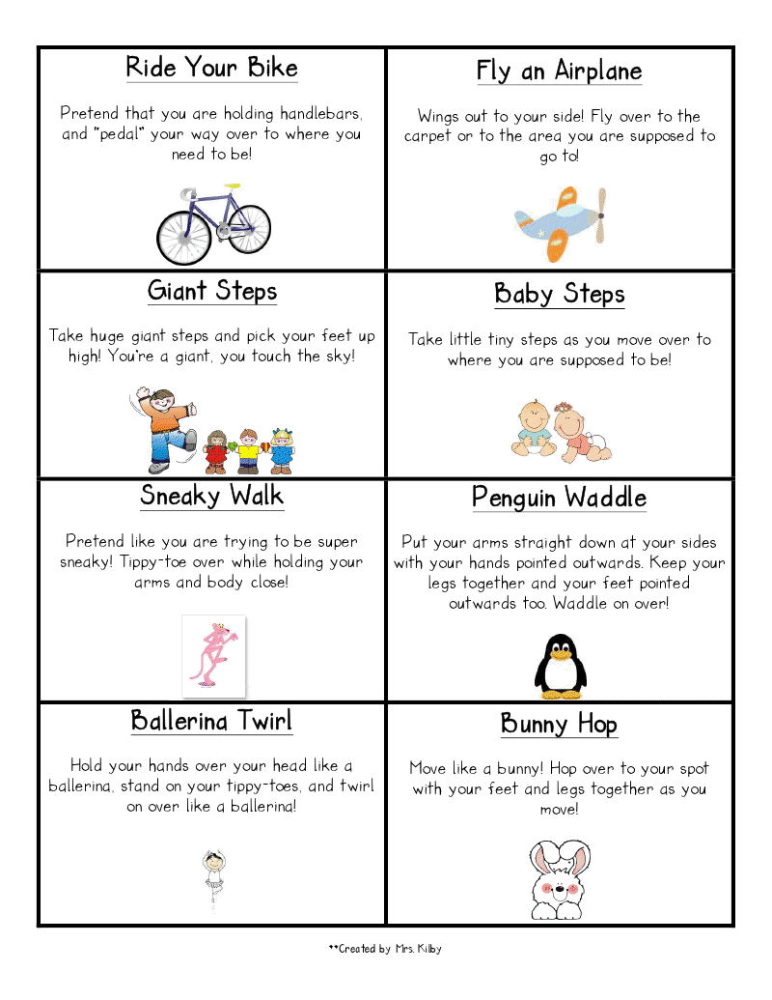 Ride Your Bike
Pretend that you are holding handlebars,
and "pedal" your way over to where you
need to be!
Fly an Airplane
Wings out to your side! Fly over to the
carpet or to the area you are supposed to
go to!
Giant Steps
Take huge giant steps and pick your feet up
high! You're a giant, you touch the sky!
Baby Steps
Take little tiny steps as you move over to
where you are supposed to be!
Sneaky Walk
Pretend like you are trying to be super
sneaky! Tippy-toe over while holding your
arms and body close!
Penguin Waddle
Put your arms straight down at your sides
with your hands pointed outwards. Keep your
legs together and your feet pointed
outwards too. Waddle on over!
Ballerina Twirl
Hold your hands over your head like a
ballerina, stand on your tippy-toes, and twirl
on over like a ballerina!
Bunny Hop
Move like a bunny! Hop over to your spot
with your feet and legs together as you
move!
**Created by Mrs. Kilby